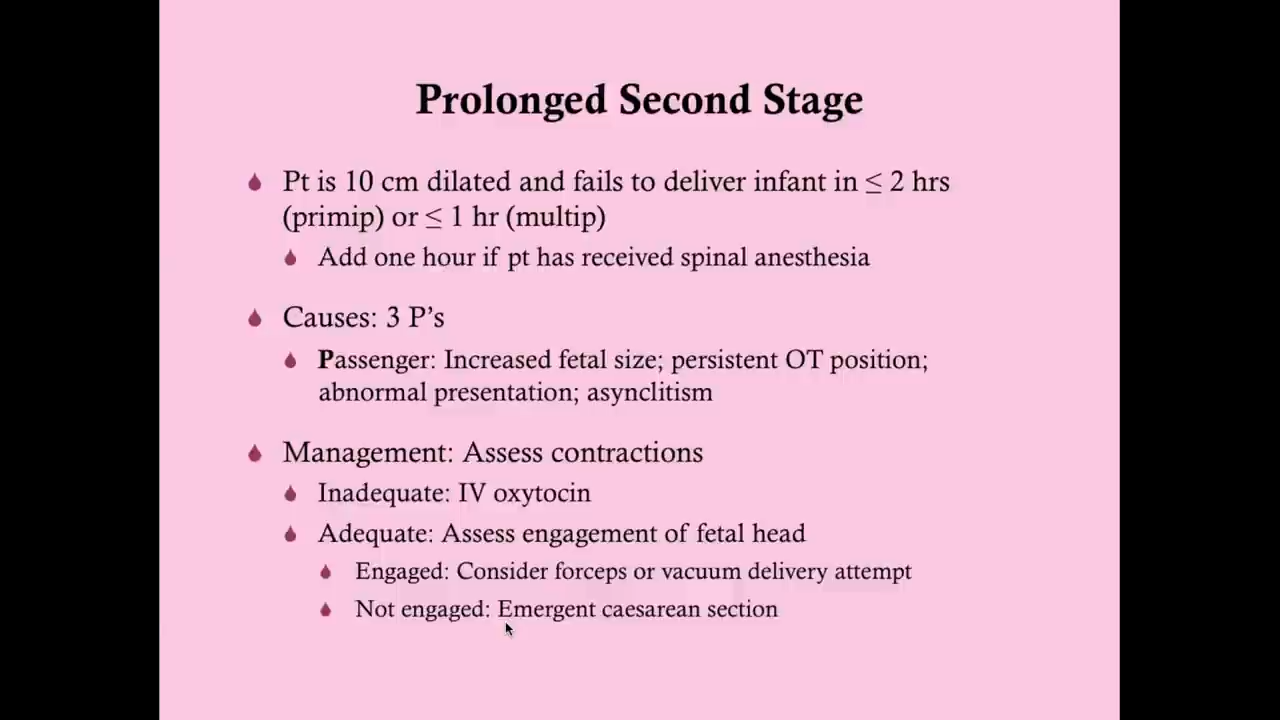 Prolonged Second Stage
Pt is 10 cm dilated and fails to deliver infant in ≤ 2 hrs
(primip) or ≤ 1 hr (multip)
Add one hour if pt has received spinal anesthesia
Causes: 3 P’s
Passenger: Increased fetal size; persistent OT position;
abnormal presentation; asynclitism
Management: Assess contractions
Inadequate: IV oxytocin
Adequate: Assess engagement of fetal head
Engaged: Consider forceps or vacuum delivery attempt
Not engaged: Emergent caesarean section